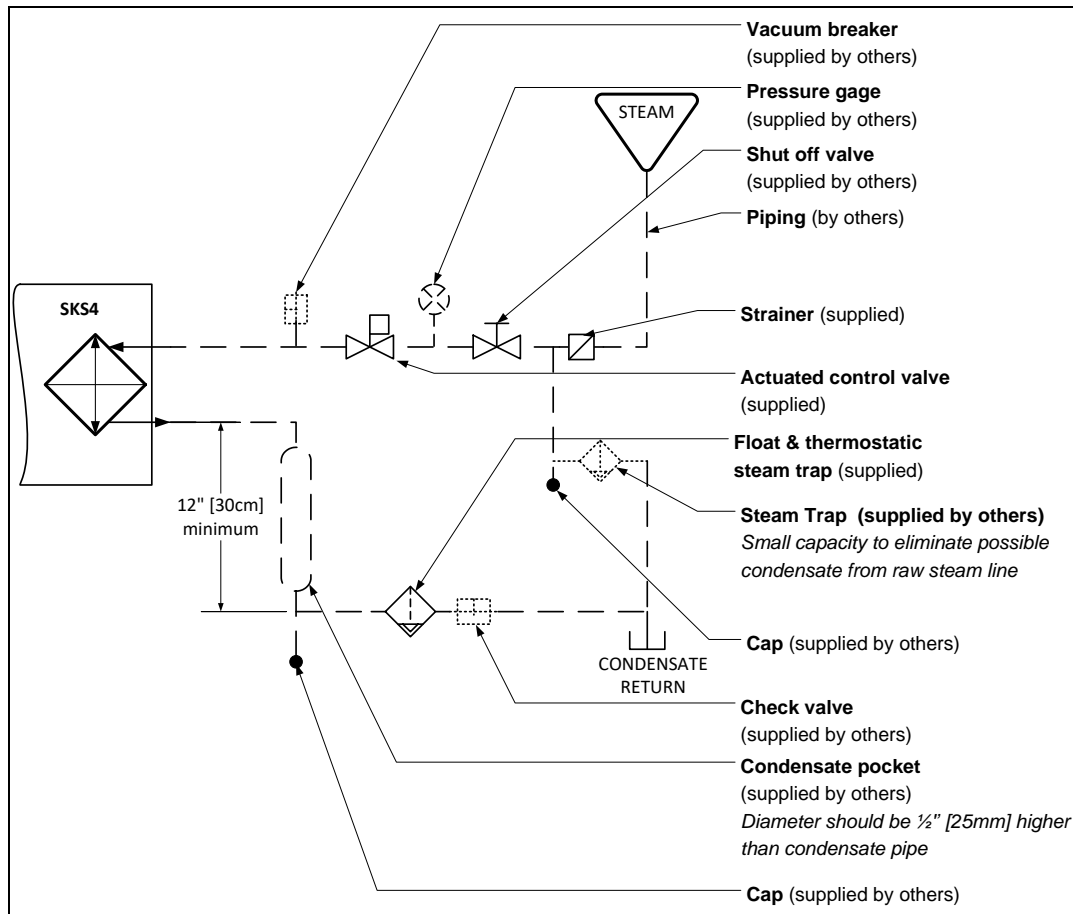 Vacuum breaker
(supplied by others)
Pressure gage
(supplied by others)
STEAM
Shut off valve
(supplied by others)
Piping (by others)
SKS4
Strainer (supplied)
Actuated control valve
(supplied)
Float & thermostatic
steam trap (supplied)
12" [30cm]
minimum
Steam Trap (supplied by others)
Small capacity to eliminate possible
condensate from raw steam line
Cap (supplied by others)
CONDENSATE
RETURN
Check valve
(supplied by others)
Condensate pocket
(supplied by others)
Diameter should be ½" [25mm] higher
than condensate pipe
Cap (supplied by others)